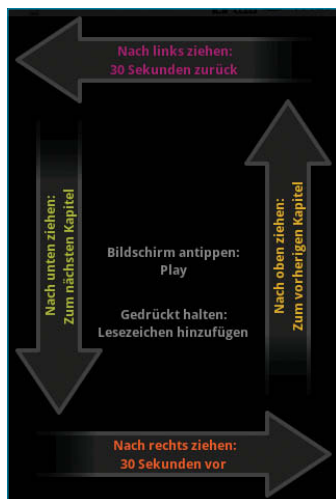 Nach links ziehen:
30 Sekunden zurück
Nach unten ziehen:
Zum nächsten Kapitel
Bildschirm antippen:
Play
Gedrückt halten:
Lesezeichen hinzufügen
Nach oben ziehen:
Zum vorherigen Kapitel
Nach rechts ziehen:
30 Sekunden vor